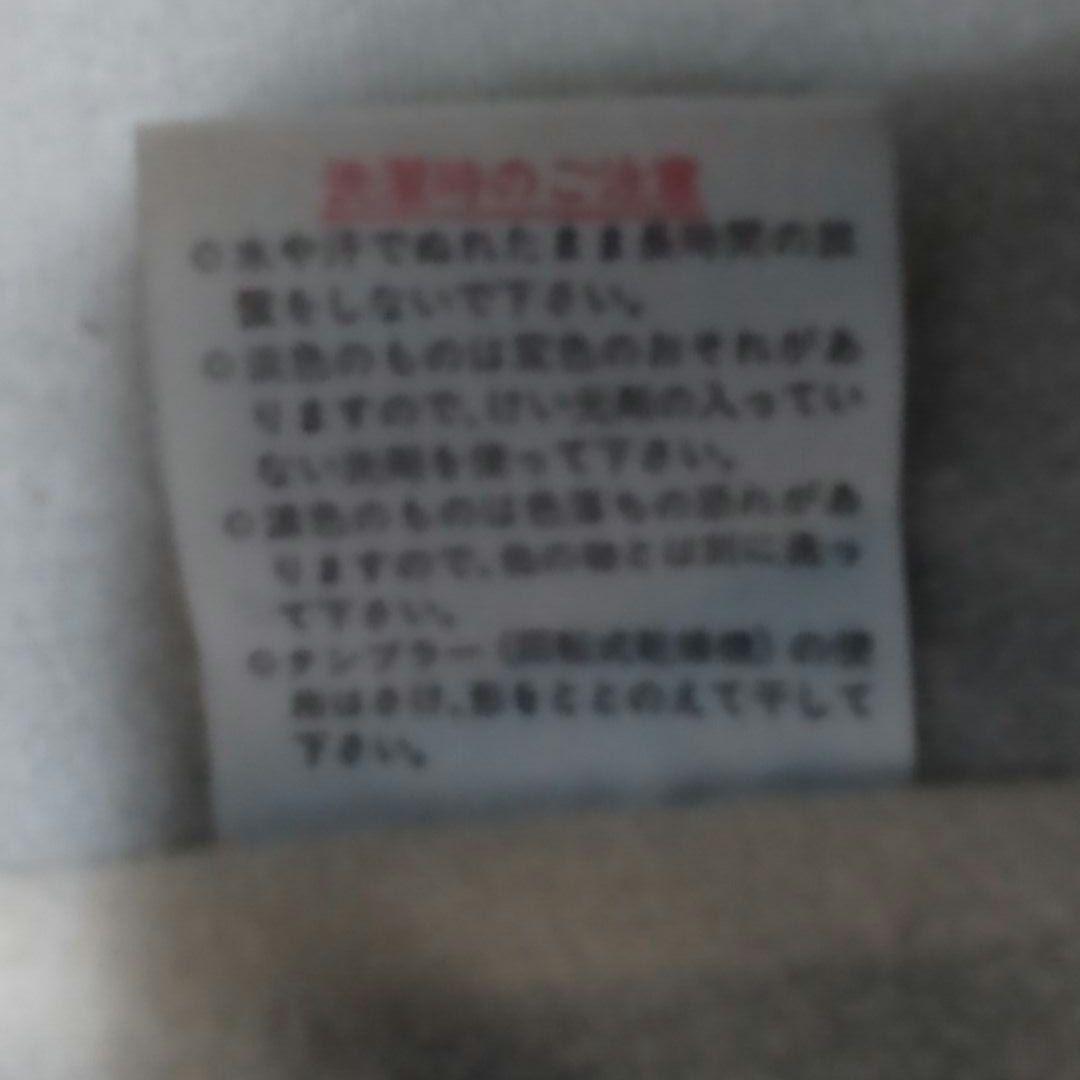 洗濯時のご注意
◎水や汗でぬれたまま長時間の放
置をしないで下さい。
◎淡色のものは変色のおそれがあ
りますので、けい光剤の入ってい
ない洗剤を使って下さい。
◎濃色のものは色落ちの恐れがあ
りますので、他の物とは別に洗っ
て下さい。
◎タンブラー(回転式乾燥機)の使
用はさけ、形をととのえて干して
下さい。